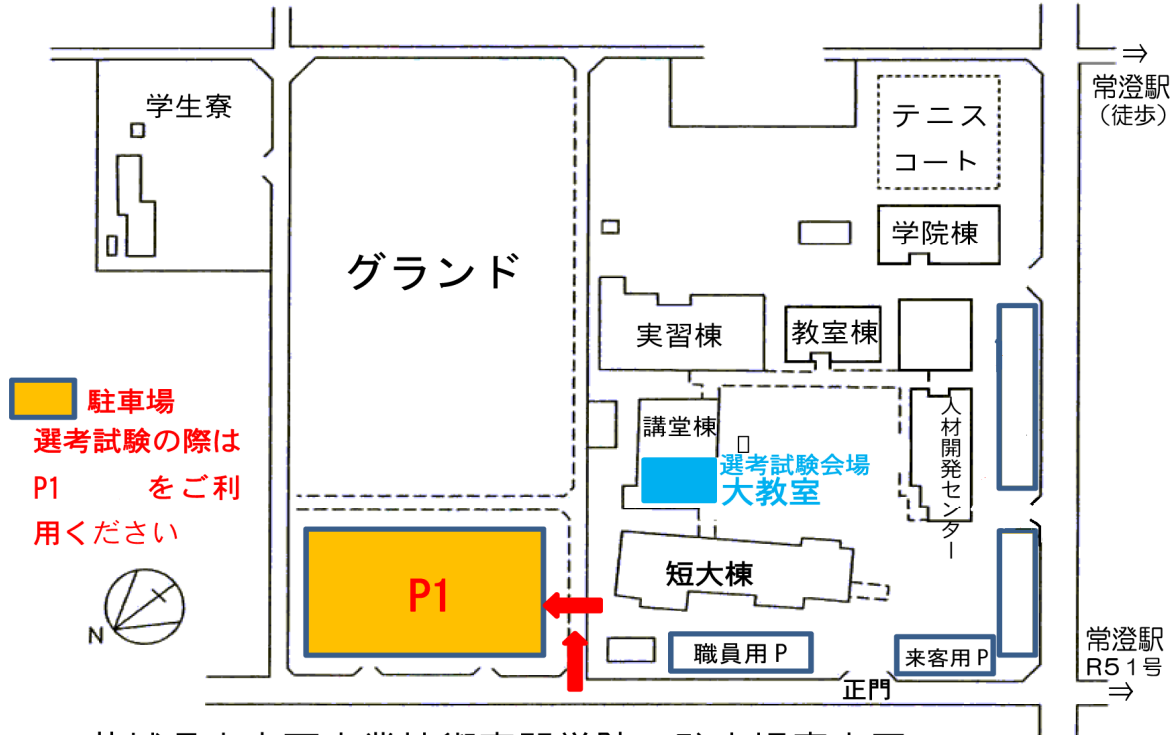 ⇒
常澄駅
（徒歩）
学生寮
テニス
コート
学院棟
グランド
実習棟
教室棟
駐車場
選考試験の際は
P1 をご利
用ください
講堂棟
人材開発センター
選考試験会場
大教室
P1
短大棟
N
職員用P
来客用P
正門
常澄駅
R51号
⇒